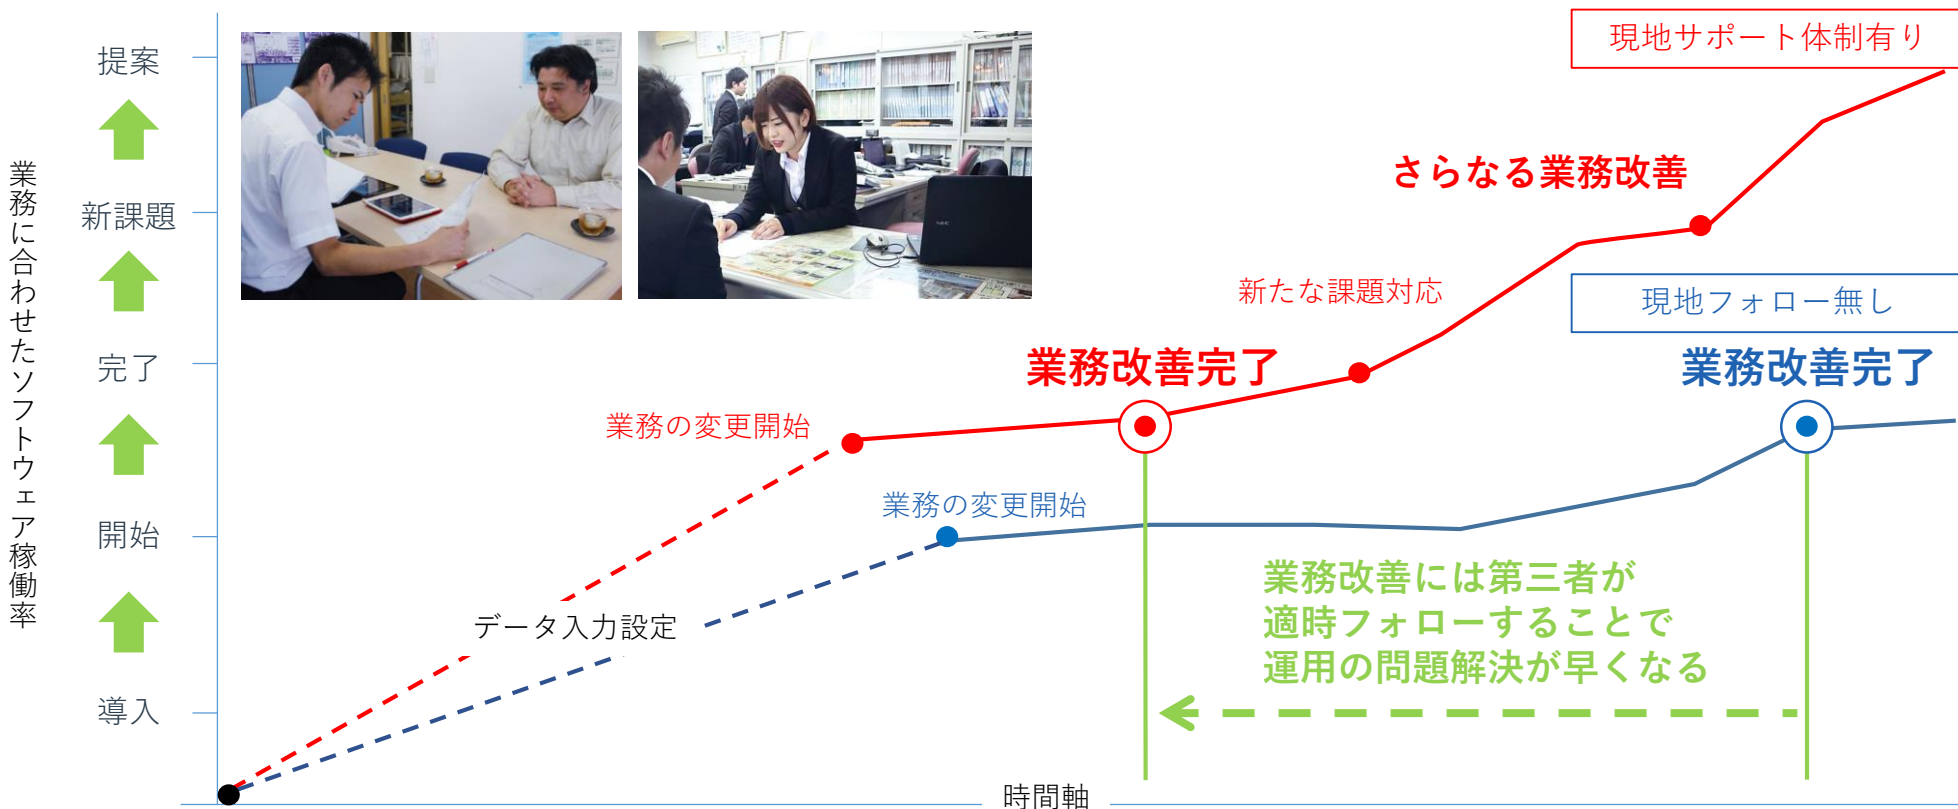 業務に合わせたソフトウェア稼働率
提案
新課題
完了
開始
導入
現地サポート体制有り
さらなる業務改善
新たな課題対応
現地フォロー無し
業務改善完了
業務改善完了
業務の変更開始
業務の変更開始
データ入力設定
業務改善には第三者が
適時フォローすることで
運用の問題解決が早くなる
時間軸